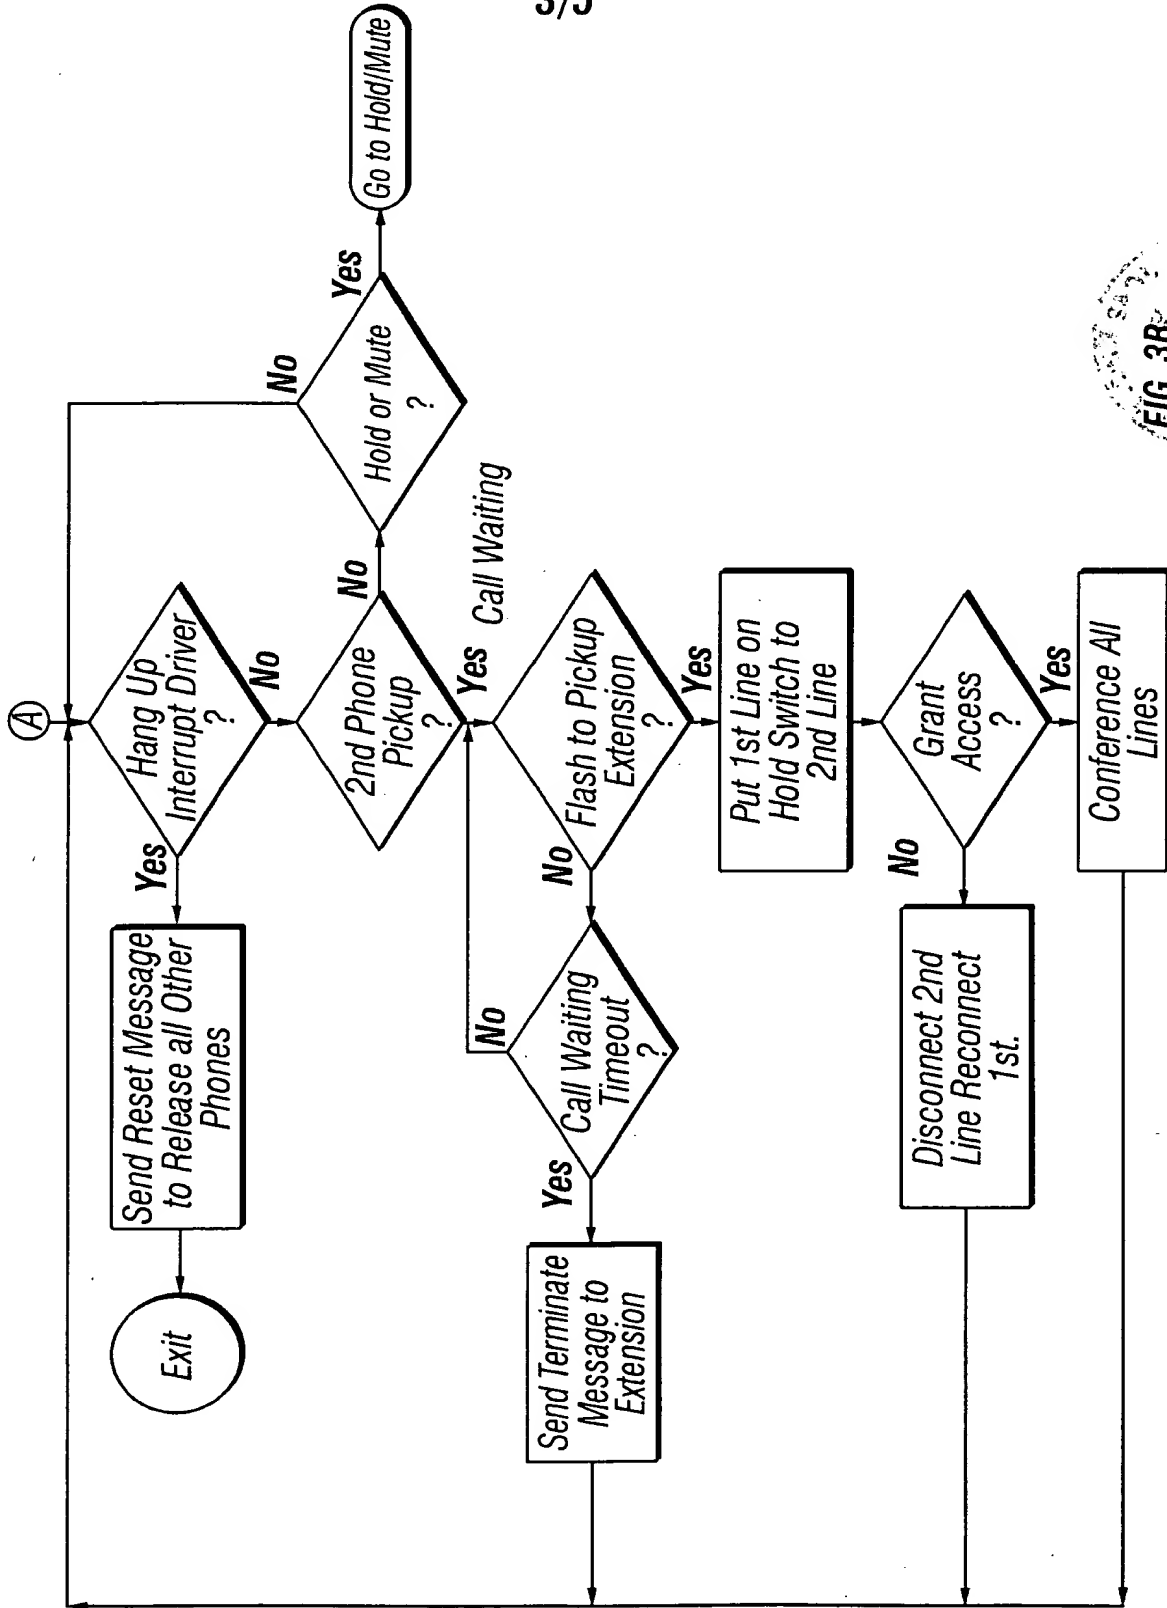 3/5
A
Hang Up
Interrupt Driver
?
Yes
No
Send Reset Message
to Release all Other
Phones
Exit
2nd Phone
Pickup
?
No
Yes
Hold or Mute
?
No
Yes
Go to Hold/Mute
Call Waiting
Flash to Pickup
Extension
?
No
Yes
Call Waiting
Timeout
?
No
Yes
Send Terminate
Message to
Extension
Put 1st Line on
Hold Switch to
2nd Line
Grant
Access
?
No
Yes
Disconnect 2nd
Line Reconnect
1st.
Conference All
Lines
FIG. 3B